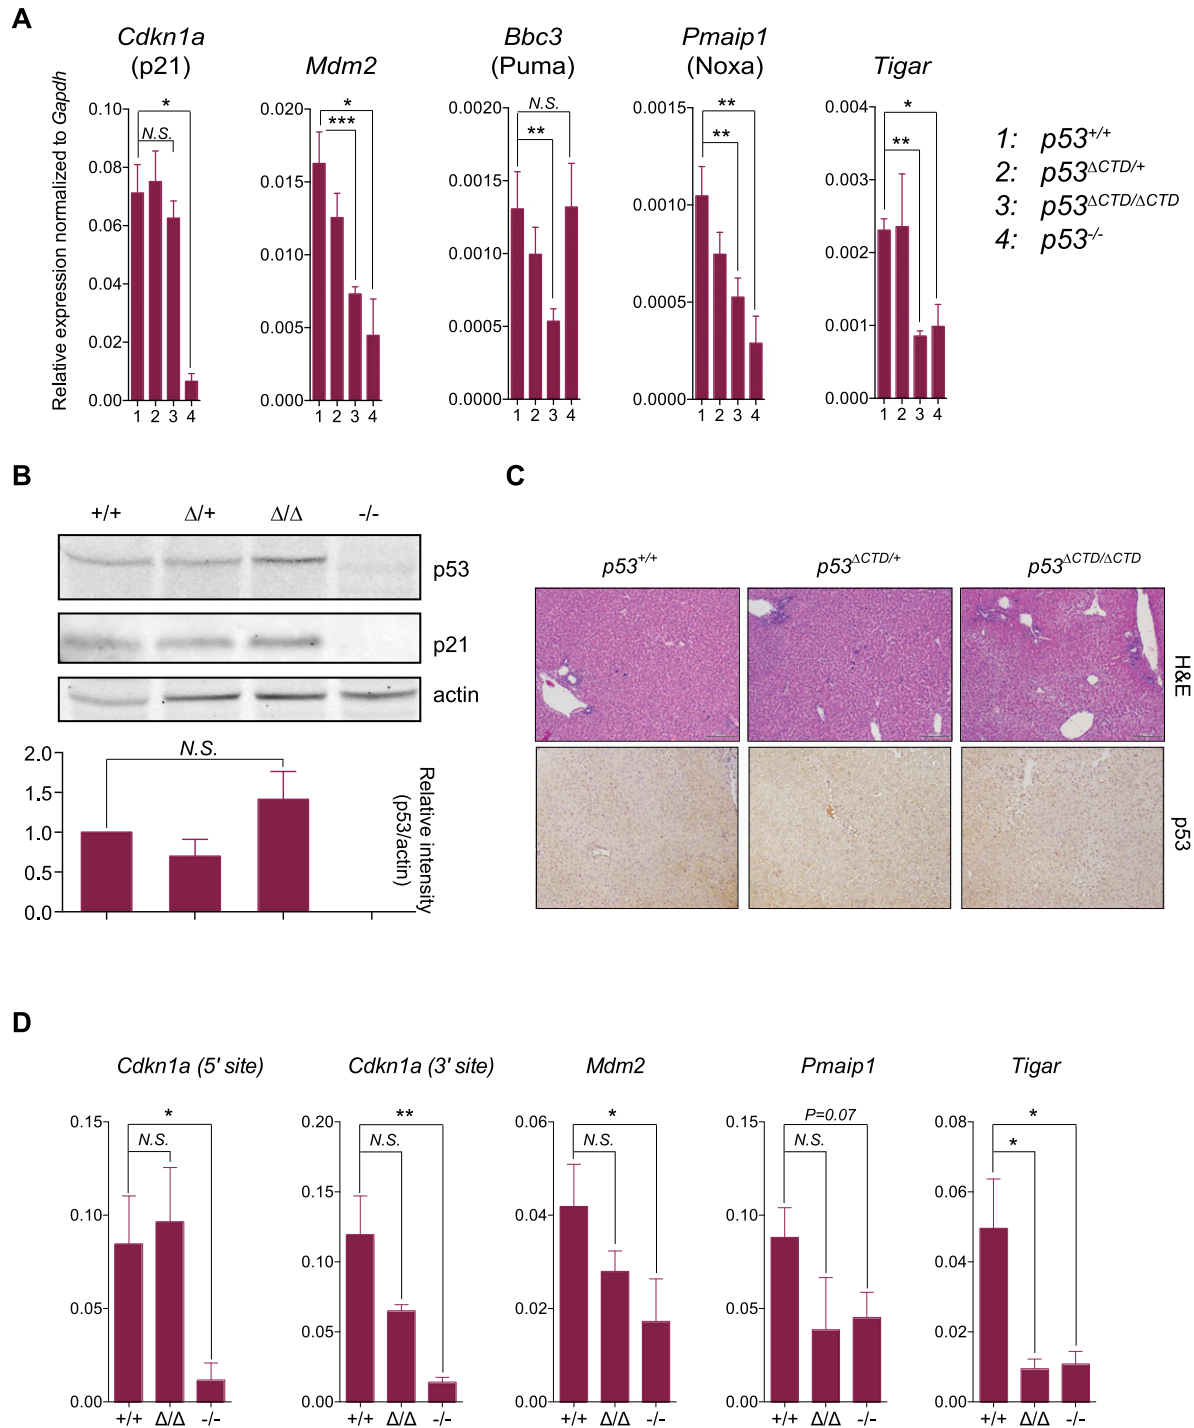 A
Cdkn1a
(p21)
Mdm2
Bbc3
(Puma)
Pmaip1
(Noxa)
Tigar
Relative expression normalized to Gapdh
0.10
0.08
0.06
0.04
0.02
0.00
*
N.S.
1 2 3 4
0.020
0.015
0.010
0.005
0.000
*
***
1 2 3 4
0.0020
0.0015
0.0010
0.0005
0.0000
N.S.
**
1 2 3 4
0.0015
0.0010
0.0005
0.0000
**
**
1 2 3 4
0.004
0.003
0.002
0.001
0.000
*
**
1 2 3 4
1: p53+/+
2: p53ΔCTD/+
3: p53ΔCTD/ΔCTD
4: p53-/-
B
+/+ Δ/+ Δ/Δ -/-
p53
p21
actin
2.0
1.5
1.0
0.5
0.0
N.S.
Relative intensity
(p53/actin)
C
p53+/+ p53ΔCTD/+ p53ΔCTD/ΔCTD
H&E
p53
D
Cdkn1a (5' site)
0.15
0.10
0.05
0.00
*
N.S.
+/+ Δ/Δ -/-
Cdkn1a (3' site)
0.20
0.15
0.10
0.05
0.00
**
N.S.
+/+ Δ/Δ -/-
Mdm2
0.06
0.04
0.02
0.00
*
N.S.
+/+ Δ/Δ -/-
Pmaip1
0.15
0.10
0.05
0.00
P=0.07
N.S.
+/+ Δ/Δ -/-
Tigar
0.08
0.06
0.04
0.02
0.00
*
*
+/+ Δ/Δ -/-